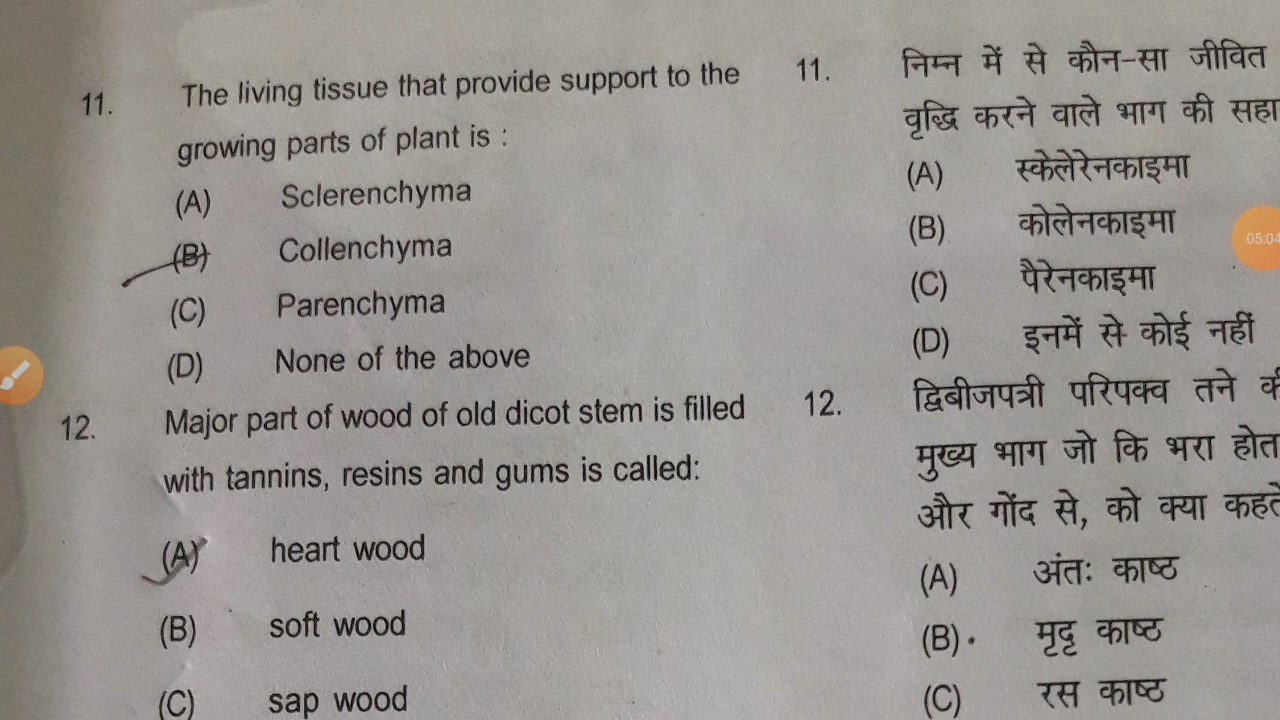 11. The living tissue that provide support to the
growing parts of plant is :
(A) Sclerenchyma
(B) Collenchyma
(C) Parenchyma
(D) None of the above
12. Major part of wood of old dicot stem is filled
with tannins, resins and gums is called:
(A) heart wood
(B) soft wood
(C) sap wood
11. निम्न में से कौन-सा जीवित
वृद्धि करने वाले भाग की सहा
(A) स्केलेरेनकाइमा
(B) कोलेनकाइमा
(C) पैरेनकाइमा
(D) इनमें से कोई नहीं
12. द्विबीजपत्री परिपक्व तने की
मुख्य भाग जो कि भरा होत
और गोंद से, को क्या कहते
(A) अंतः काष्ठ
(B) मृदृ काष्ठ
(C) रस काष्ठ
05:04